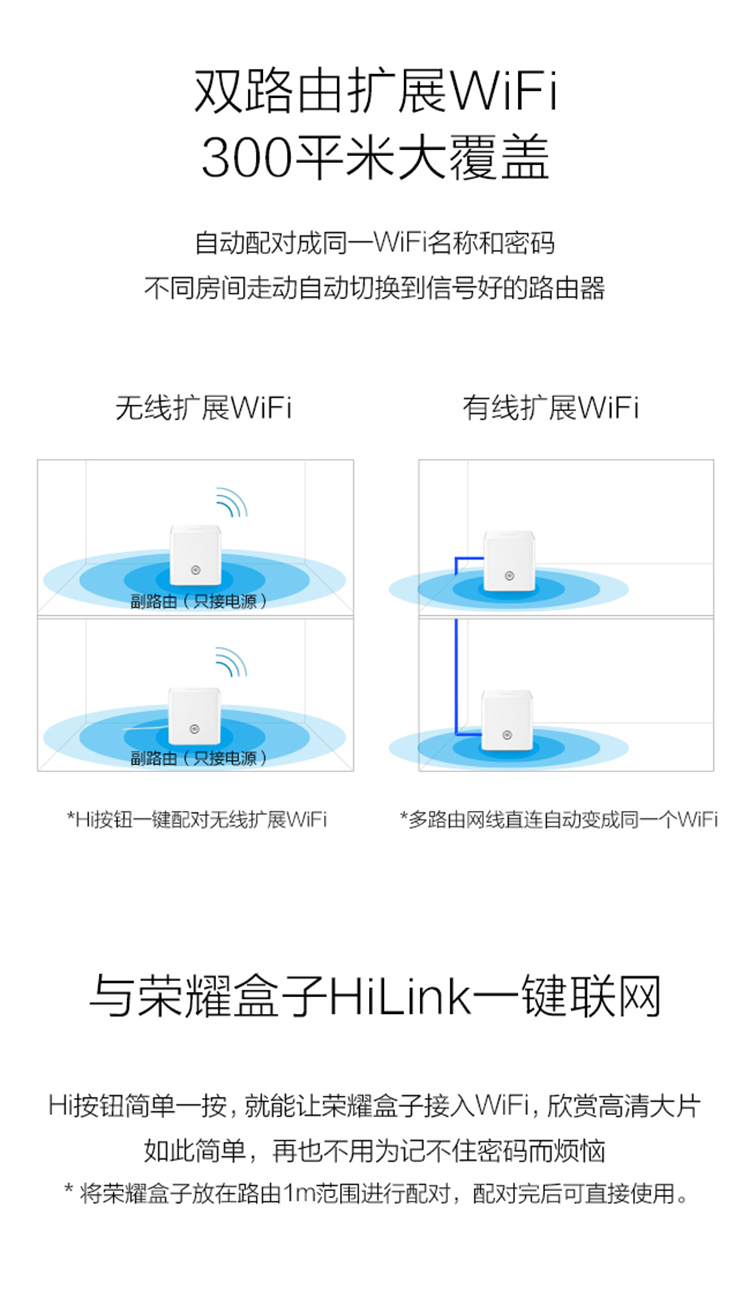 双路由扩展WiFi
300平米大覆盖
自动配对成同一WiFi名称和密码
不同房间走动自动切换到信号好的路由器
无线扩展WiFi
有线扩展WiFi
副路由（只接电源）
副路由（只接电源）
*Hi按钮一键配对无线扩展WiFi
*多路由网线直连自动变成同一个WiFi
与荣耀盒子HiLink一键联网
Hi按钮简单一按，就能让荣耀盒子接入WiFi，欣赏高清大片
如此简单，再也不用为记不住密码而烦恼
* 将荣耀盒子放在路由1m范围进行配对，配对完后可直接使用。